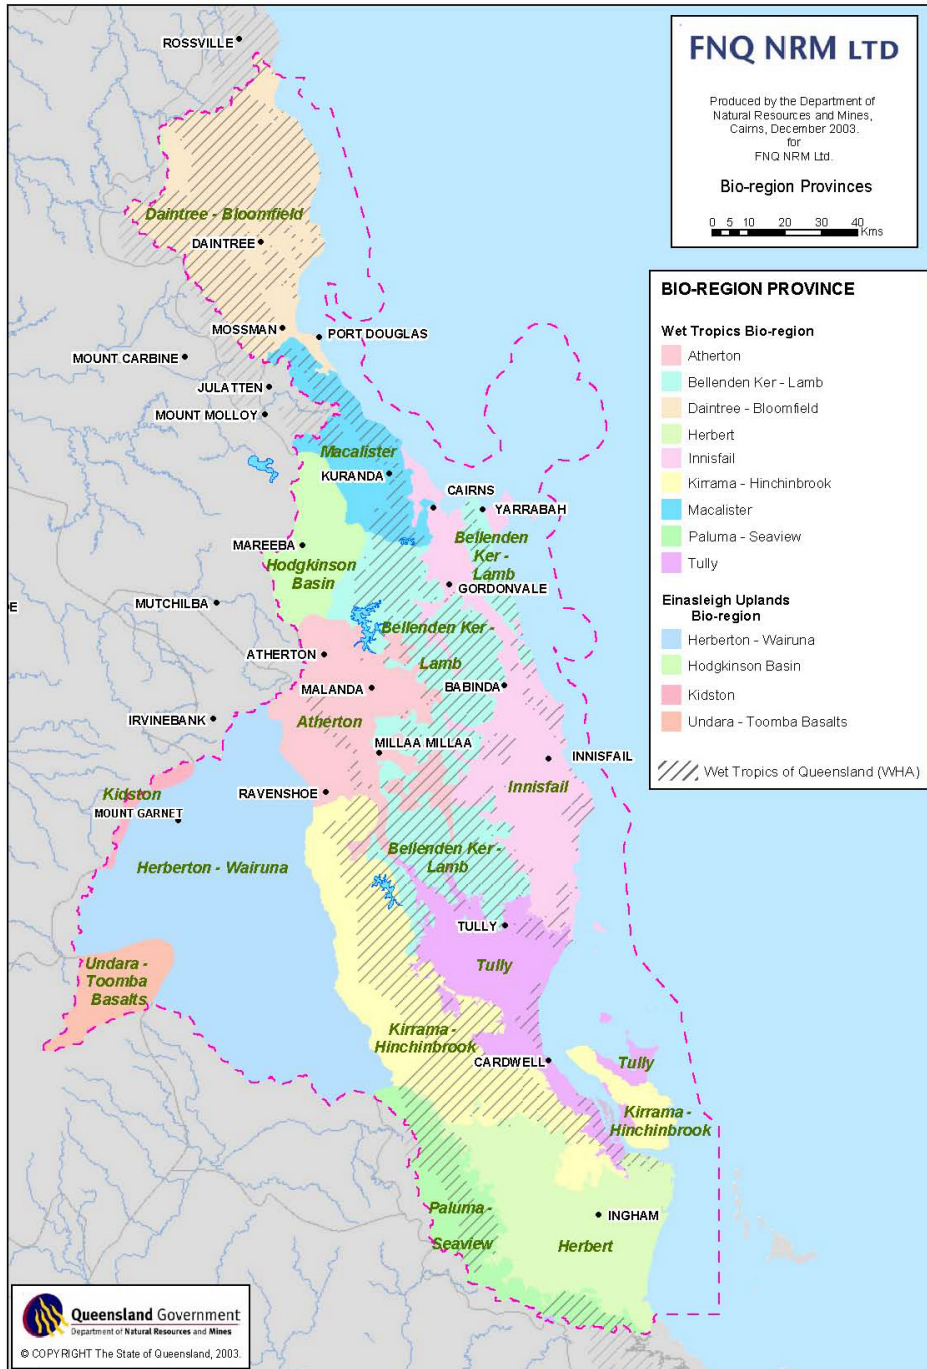 ROSSVILLE
FNQ NRM LTD
Produced by the Department of
Natural Resources and Mines,
Cairns, December 2003.
for
FNQ NRM Ltd.
Bio-region Provinces
0 5 10 20 30 40
Kms
Daintree - Bloomfield
DAINTREE
MOSSMAN
PORT DOUGLAS
MOUNT CARBINE
JULATTEN
MOUNT MOLLOY
Macalister
KURANDA
CAIRNS
YARRABAH
MAREEBA
Hodgkinson
Basin
Bellenden
Ker -
Lamb
GORDONVALE
MUTCHILBA
Bellenden Ker -
Lamb
ATHERTON
MALANDA
BABINDA
Atherton
IRVINEBANK
MILLAA MILLAA
INNISFAIL
Innisfail
Kidston
RAVENSHOE
MOUNT GARNET
Herberton - Wairuna
Bellenden Ker -
Lamb
TULLY
Tully
Undara -
Toomba
Basalts
Kirrama -
Hinchinbrook
CARDWELL
Tully
Kirrama -
Hinchinbrook
Paluma -
Seaview
INGHAM
Herbert
BIO-REGION PROVINCE
Wet Tropics Bio-region
Atherton
Bellenden Ker - Lamb
Daintree - Bloomfield
Herbert
Innisfail
Kirrama - Hinchinbrook
Macalister
Paluma - Seaview
Tully
Einasleigh Uplands
Bio-region
Herberton - Wairuna
Hodgkinson Basin
Kidston
Undara - Toomba Basalts
Wet Tropics of Queensland (WHA)
Queensland Government
Department of Natural Resources and Mines
© COPYRIGHT The State of Queensland, 2003.